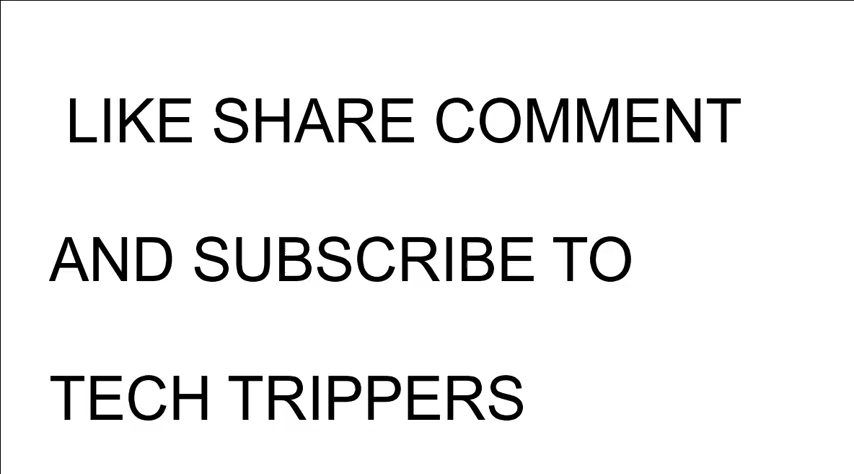 LIKE SHARE COMMENT
AND SUBSCRIBE TO
TECH TRIPPERS